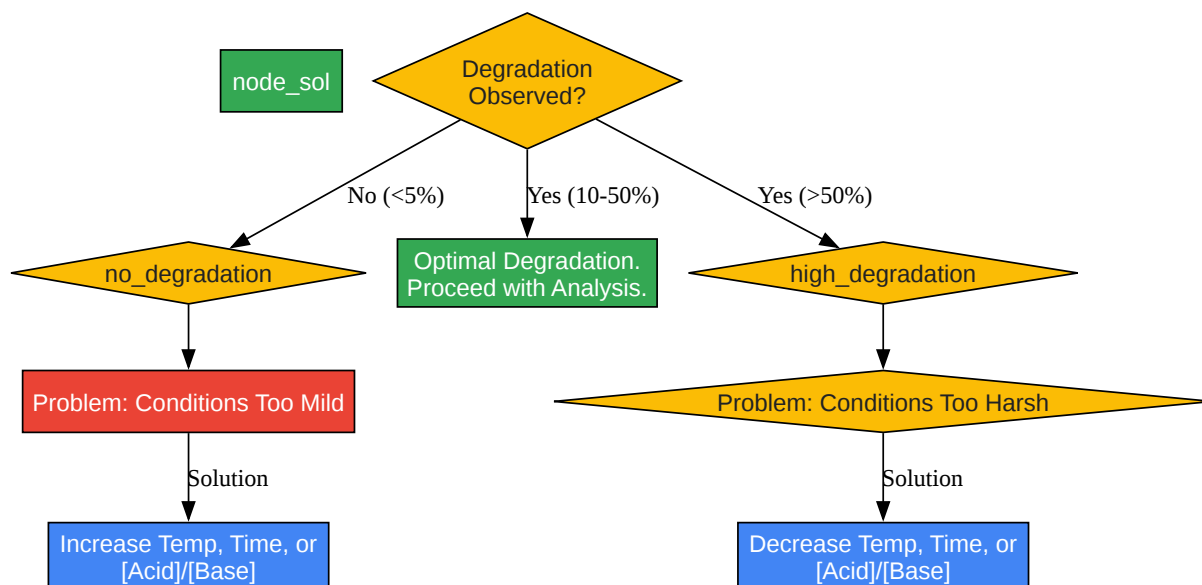 node_sol
Degradation
Observed?
No (<5%)
Yes (10-50%)
Yes (>50%)
no_degradation
Optimal Degradation.
Proceed with Analysis.
high_degradation
Problem: Conditions Too Mild
Problem: Conditions Too Harsh
Solution
Solution
Increase Temp, Time, or
[Acid]/[Base]
Decrease Temp, Time, or
[Acid]/[Base]